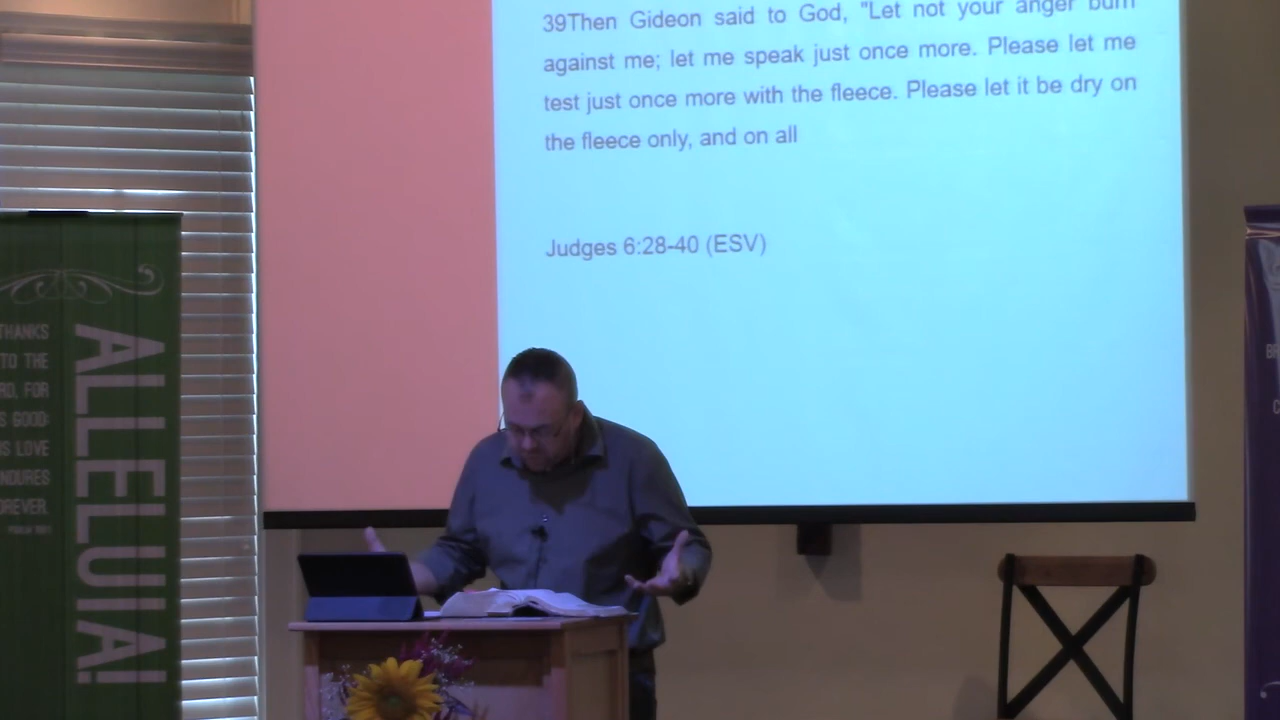 39Then Gideon said to God, "Let not your anger burn
against me; let me speak just once more. Please let me
test just once more with the fleece. Please let it be dry on
the fleece only, and on all
Judges 6:28-40 (ESV)
THANKS
TO THE
FOR
GOOD
LOVE
ALLELUIA!